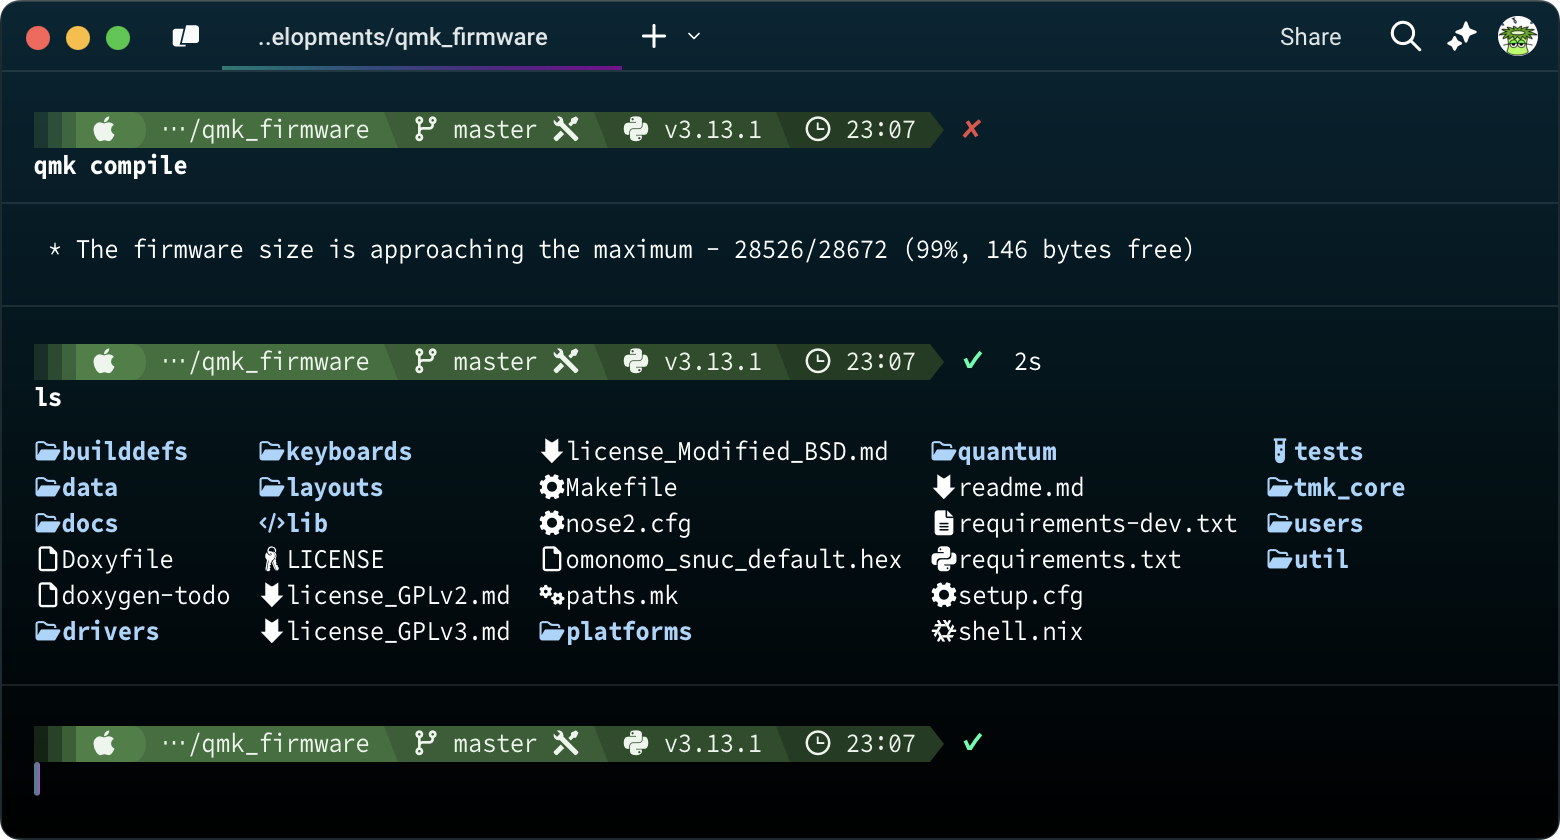 ..elopments/qmk_firmware
Share
···/qmk_firmware master v3.13.1 23:07 ✘
qmk compile
* The firmware size is approaching the maximum - 28526/28672 (99%, 146 bytes free)
···/qmk_firmware master v3.13.1 23:07 ✔ 2s
ls
builddefs keyboards license_Modified_BSD.md quantum tests
data layouts Makefile readme.md tmk_core
docs lib nose2.cfg requirements-dev.txt users
Doxyfile LICENSE omonomo_snuc_default.hex requirements.txt util
doxygen-todo license_GPLv2.md paths.mk setup.cfg
drivers license_GPLv3.md platforms shell.nix
···/qmk_firmware master v3.13.1 23:07 ✔